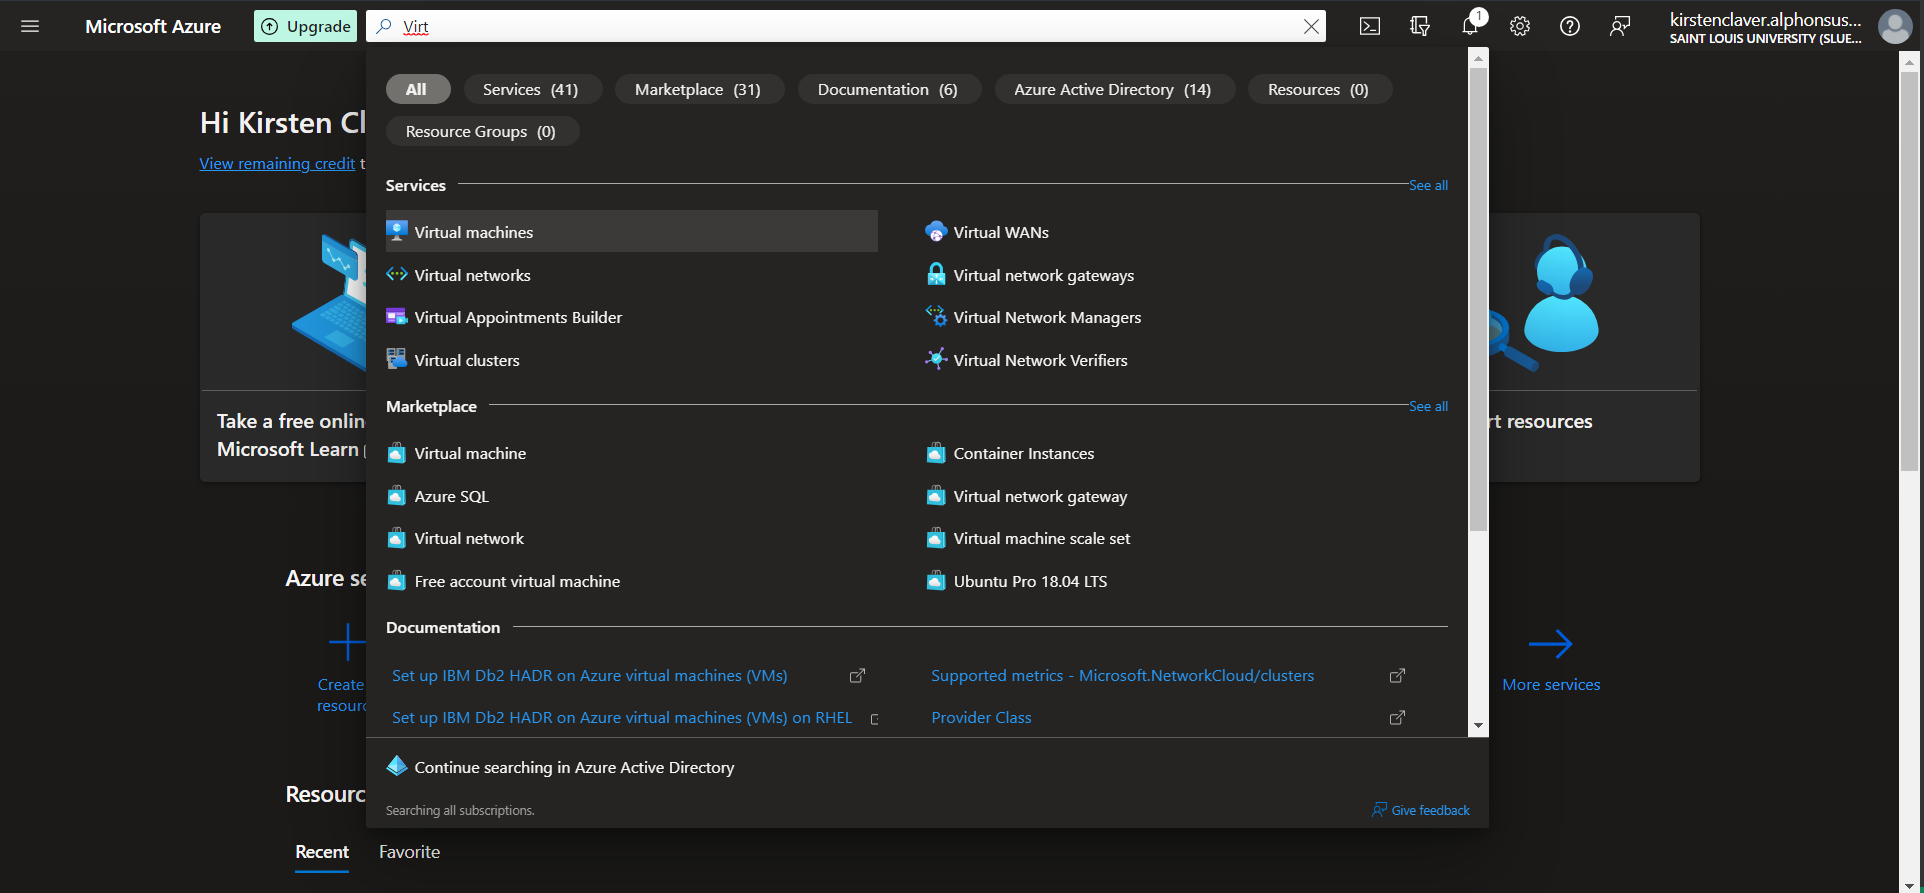 Microsoft Azure
Upgrade
Virt
1
kirstenclaver.alphonsus...
SAINT LOUIS UNIVERSITY (SLUE...
All
Services (41)
Marketplace (31)
Documentation (6)
Azure Active Directory (14)
Resources (0)
Resource Groups (0)
Hi Kirsten Cl
View remaining credit t
Services
See all
Virtual machines
Virtual WANs
Virtual networks
Virtual network gateways
Virtual Appointments Builder
Virtual Network Managers
Virtual clusters
Virtual Network Verifiers
Marketplace
See all
Virtual machine
Container Instances
Azure SQL
Virtual network gateway
Virtual network
Virtual machine scale set
Free account virtual machine
Ubuntu Pro 18.04 LTS
Documentation
Set up IBM Db2 HADR on Azure virtual machines (VMs)
Supported metrics - Microsoft.NetworkCloud/clusters
Set up IBM Db2 HADR on Azure virtual machines (VMs) on RHEL
Provider Class
Continue searching in Azure Active Directory
Searching all subscriptions.
Give feedback
Take a free onlin
Microsoft Learn
rt resources
Azure se
Create
resourc
More services
Resourc
Recent
Favorite